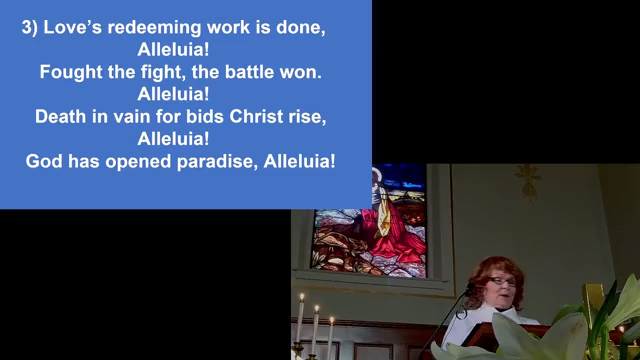 3) Love's redeeming work is done,
Alleluia!
Fought the fight, the battle won.
Alleluia!
Death in vain for bids Christ rise,
Alleluia!
God has opened paradise, Alleluia!